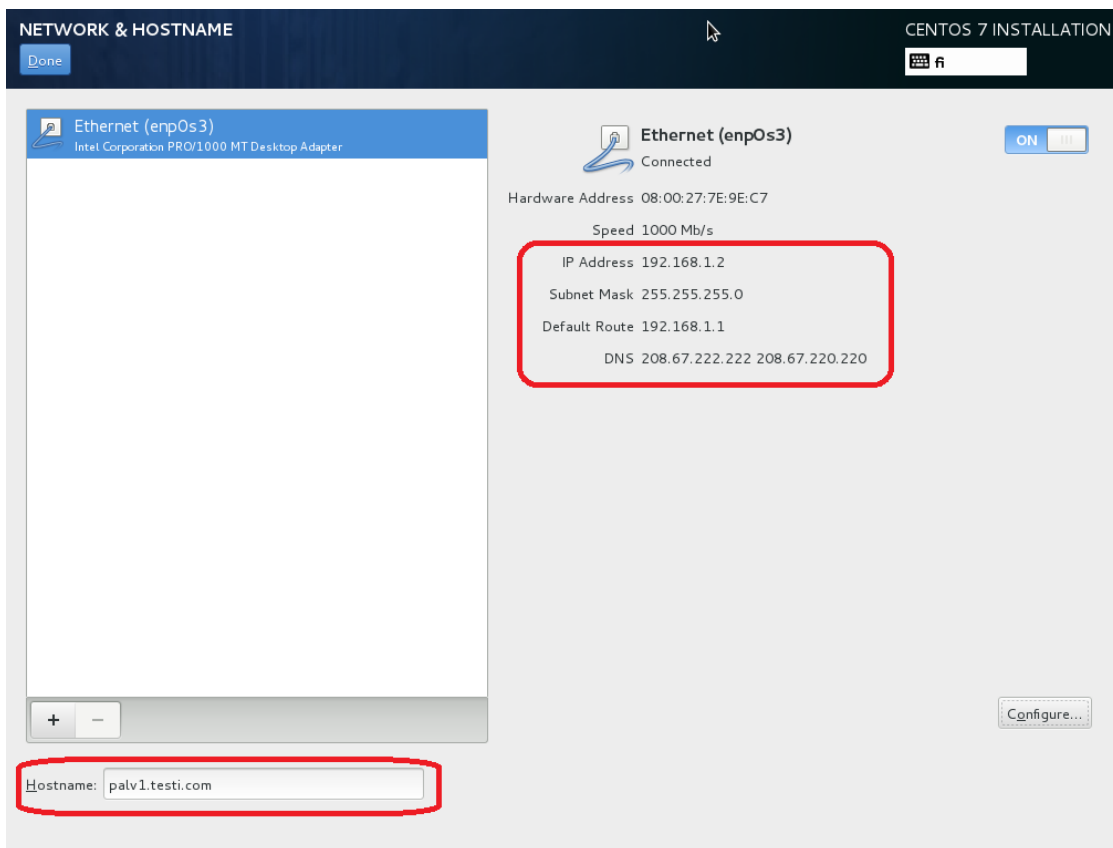 NETWORK & HOSTNAME
CENTOS 7 INSTALLATION
Done
fi
Ethernet (enp0s3)
Intel Corporation PRO/1000 MT Desktop Adapter
Ethernet (enp0s3)
Connected
ON
Hardware Address 08:00:27:7E:9E:C7
Speed 1000 Mb/s
IP Address 192.168.1.2
Subnet Mask 255.255.255.0
Default Route 192.168.1.1
DNS 208.67.222.222 208.67.220.220
+ −
Configure...
Hostname: palv1.testi.com